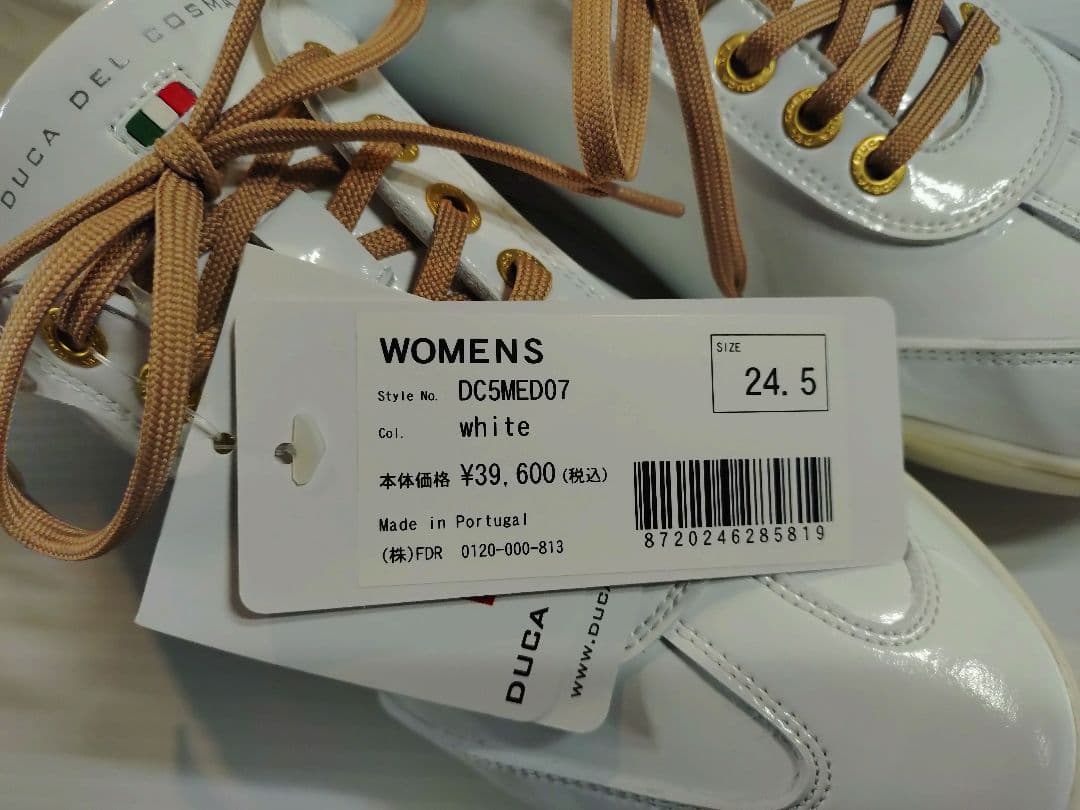 DUCA DEL COSMA
WOMENS
SIZE
24.5
Style No. DC5MED07
Col. white
本体価格 ¥39,600(税込)
Made in Portugal
(株)FDR 0120-000-813
8720246285819
DUCA
www.DUCA